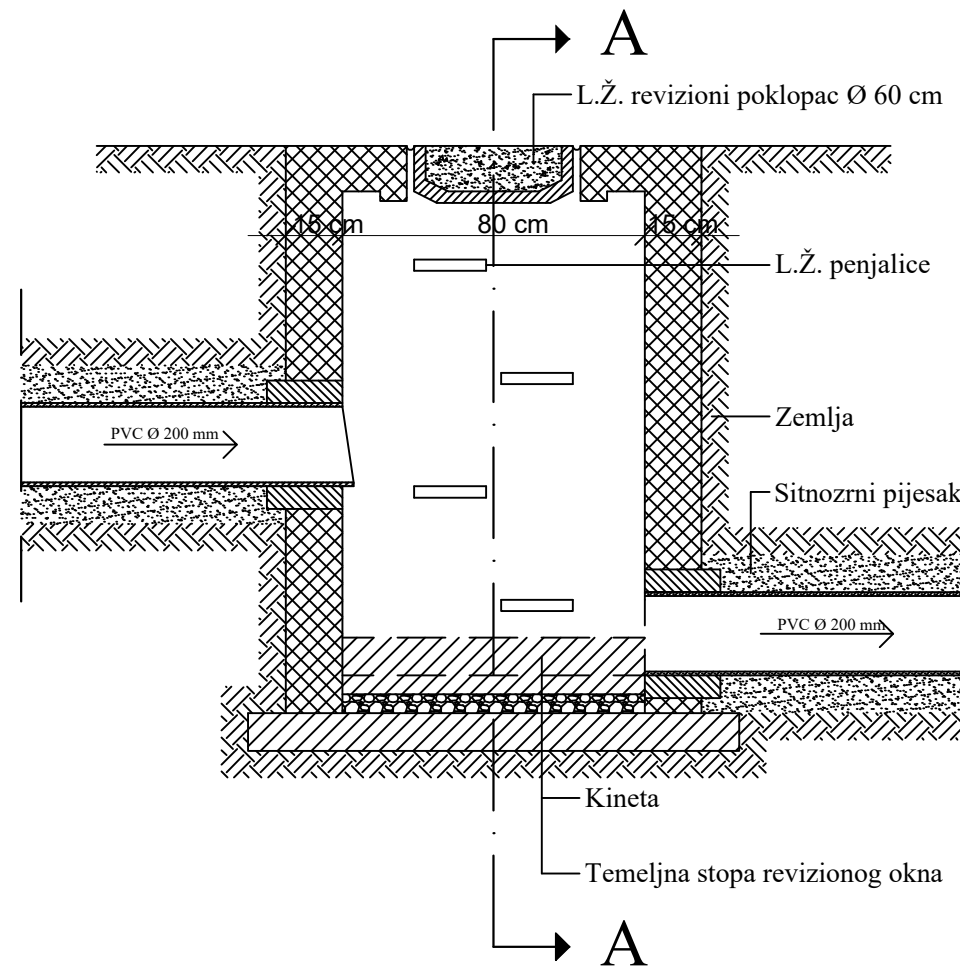 A
L.Ž. revizioni poklopac Ø 60 cm
15 cm 80 cm 15 cm
L.Ž. penjalice
Zemlja
PVC Ø 200 mm
Sitnozrni pijesak
PVC Ø 200 mm
Kineta
Temeljna stopa revizionog okna
A